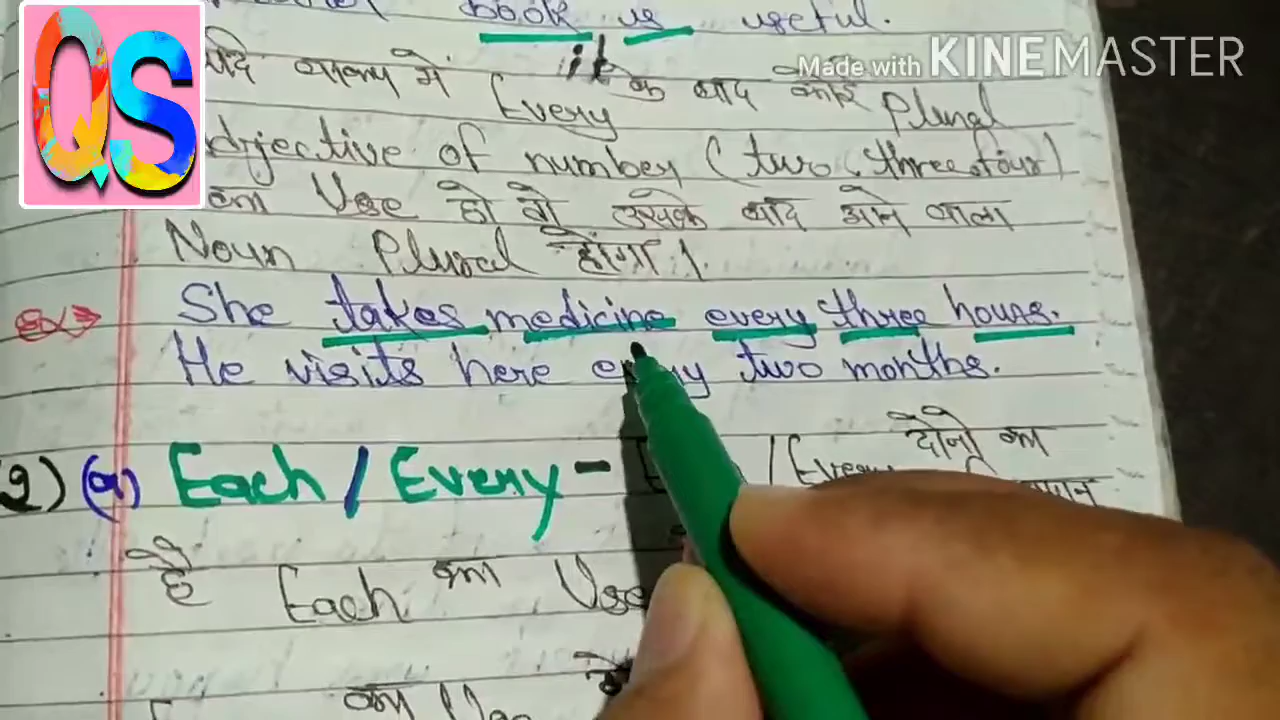 book is useful.
QS
Made with KINEMASTER
यदि वाक्य में Every के बाद कोई Plural
Adjective of number (two, three, four)
का Use हो तो उसके बाद आने वाला
Noun Plural होगा।
Ex⇒ She takes medicine every three hours.
He visits here every two months.
2) (a) Each / Every - / Every दोनो का
है Each का Use
का Use